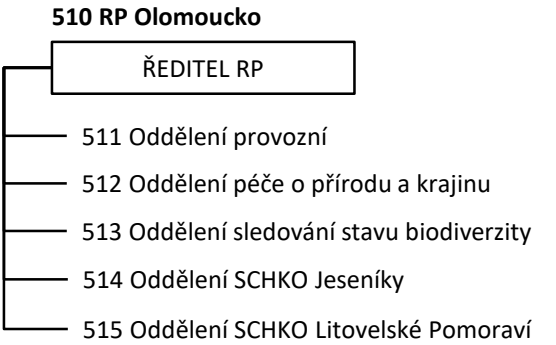 510 RP Olomoucko
ŘEDITEL RP
511 Oddělení provozní
512 Oddělení péče o přírodu a krajinu
513 Oddělení sledování stavu biodiverzity
514 Oddělení SCHKO Jeseníky
515 Oddělení SCHKO Litovelské Pomoraví